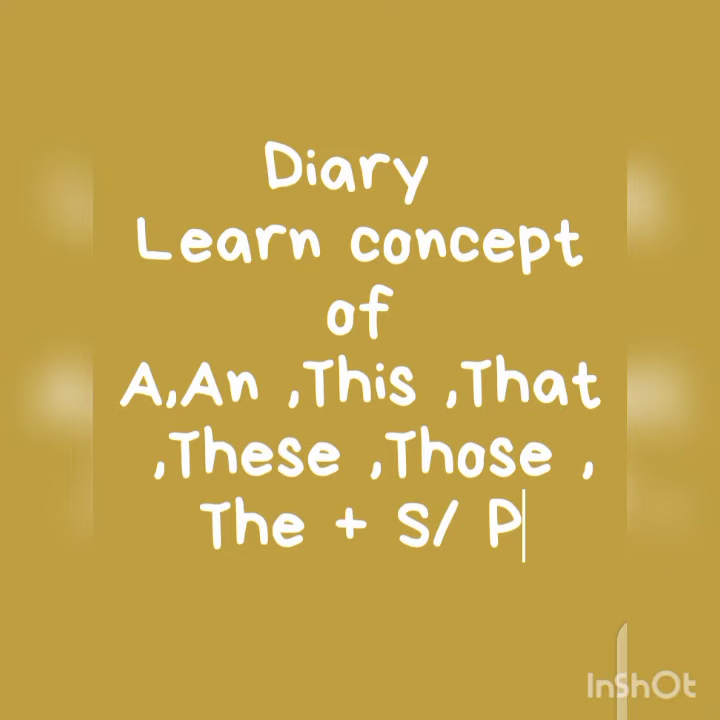 Diary
Learn concept
of
A,An ,This ,That
,These ,Those ,
The + S/ P
InShOt